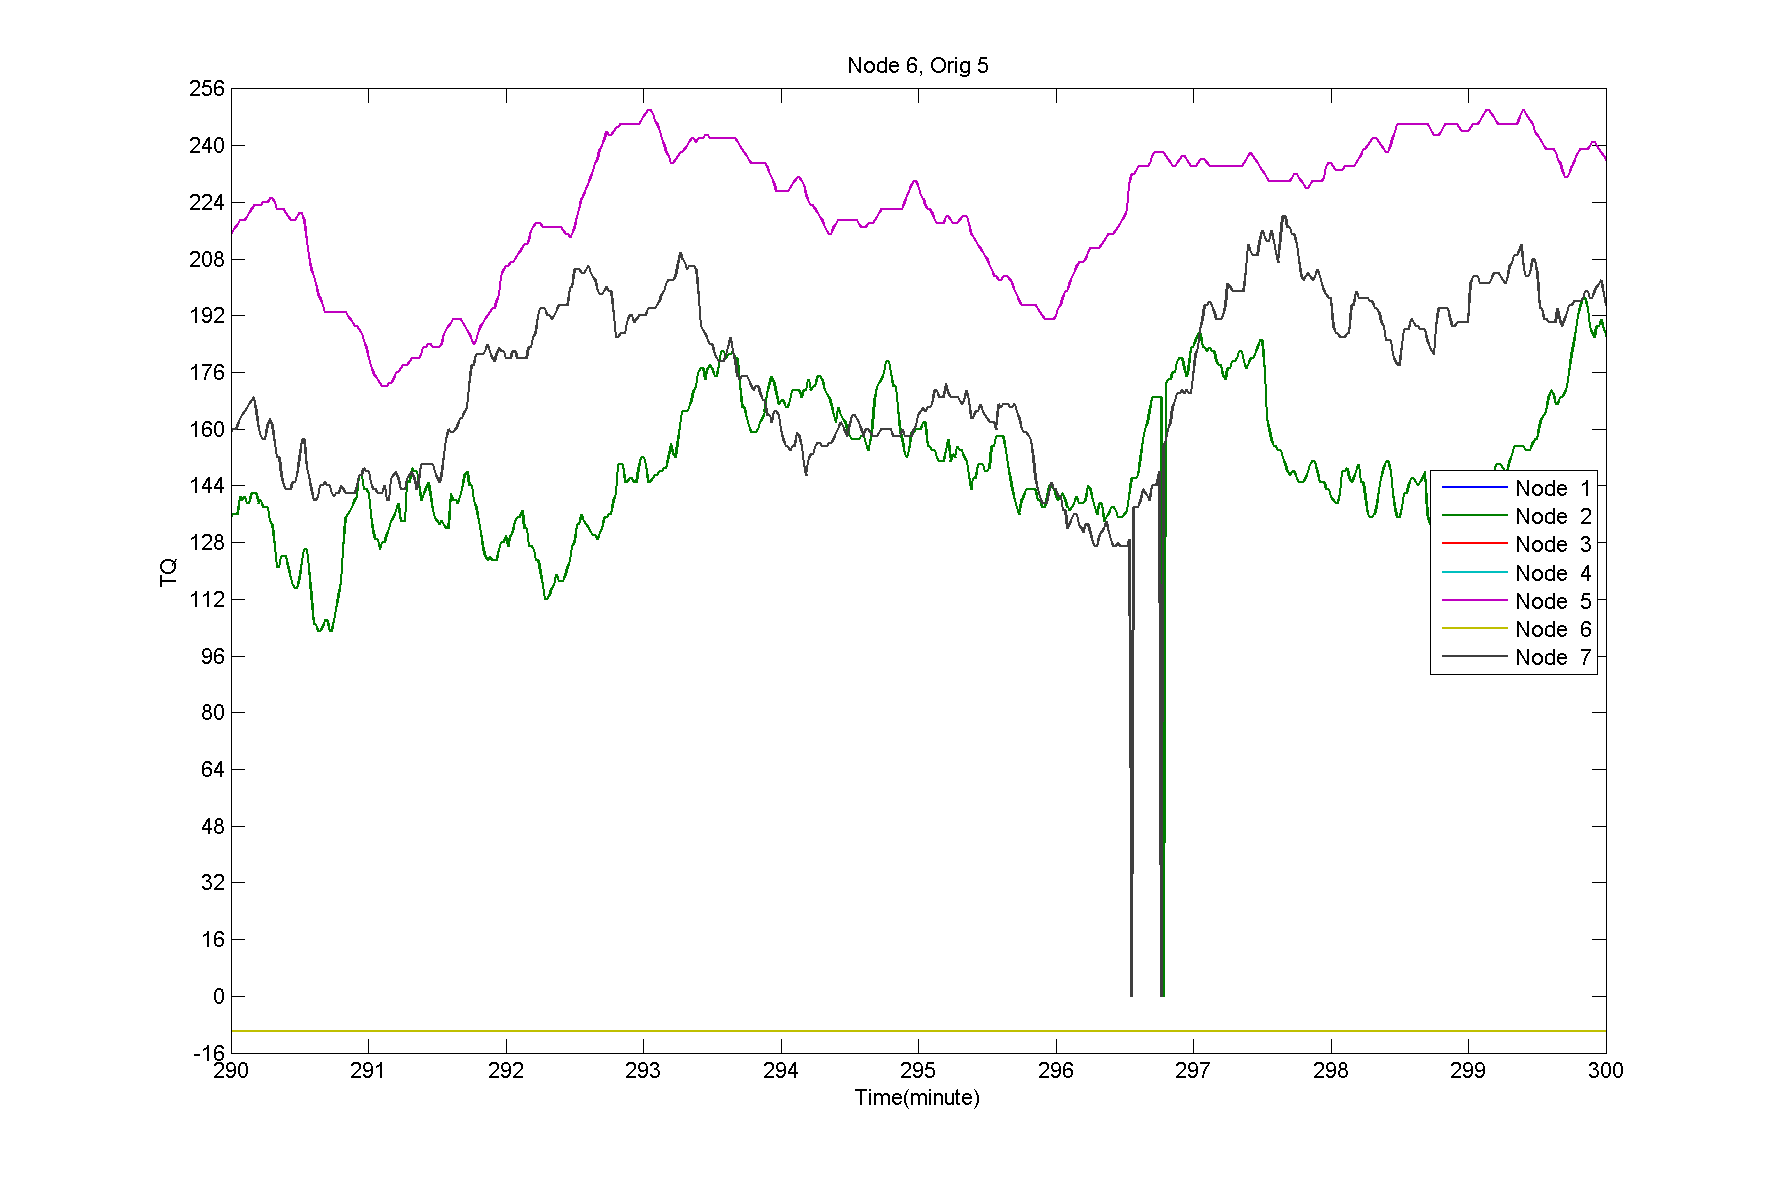 Node 6, Orig 5
256
240
224
208
192
176
160
144
128
112
96
80
64
48
32
16
0
-16
TQ
Node 1
Node 2
Node 3
Node 4
Node 5
Node 6
Node 7
290 291 292 293 294 295 296 297 298 299 300
Time(minute)